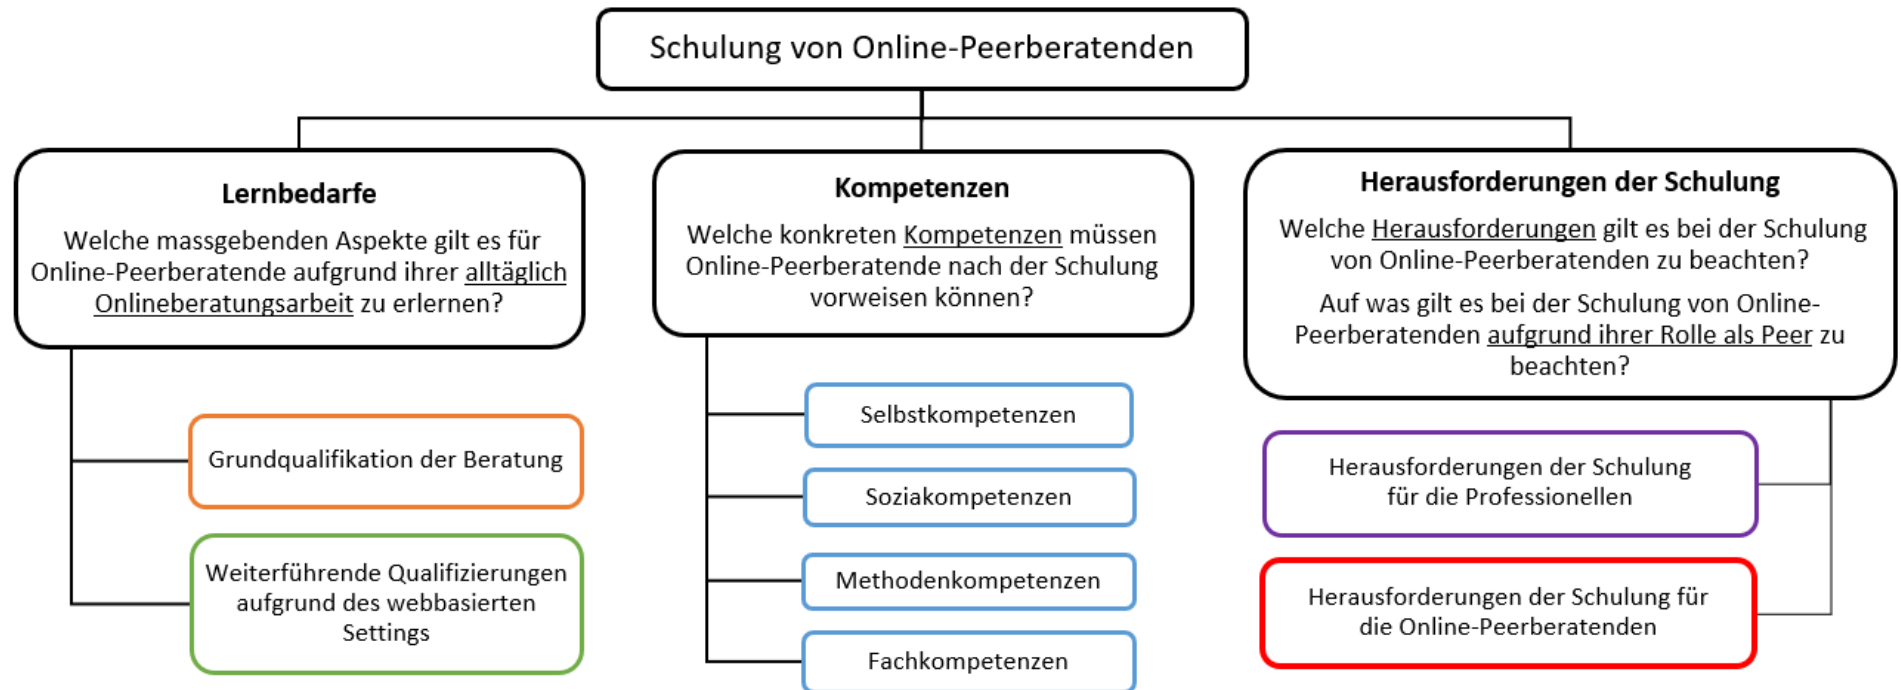 Schulung von Online-Peerberatenden
Lernbedarfe
Welche massgebenden Aspekte gilt es für
Online-Peerberatende aufgrund ihrer alltäglich
Onlineberatungsarbeit zu erlernen?
Grundqualifikation der Beratung
Weiterführende Qualifizierungen
aufgrund des webbasierten
Settings
Kompetenzen
Welche konkreten Kompetenzen müssen
Online-Peerberatende nach der Schulung
vorweisen können?
Selbstkompetenzen
Soziakompetenzen
Methodenkompetenzen
Fachkompetenzen
Herausforderungen der Schulung
Welche Herausforderungen gilt es bei der Schulung
von Online-Peerberatenden zu beachten?
Auf was gilt es bei der Schulung von Online-
Peerberatenden aufgrund ihrer Rolle als Peer zu
beachten?
Herausforderungen der Schulung
für die Professionellen
Herausforderungen der Schulung für
die Online-Peerberatenden